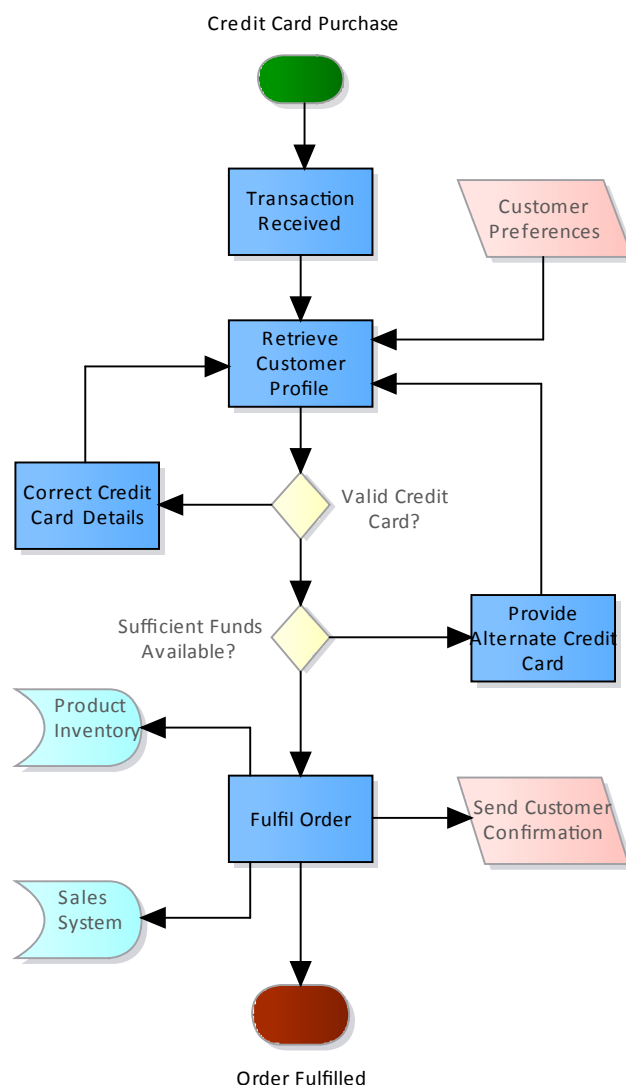 Credit Card Purchase
Transaction
Received
Customer
Preferences
Retrieve
Customer
Profile
Correct Credit
Card Details
Valid Credit
Card?
Sufficient Funds
Available?
Provide
Alternate Credit
Card
Product
Inventory
Fulfil Order
Send Customer
Confirmation
Sales
System
Order Fulfilled